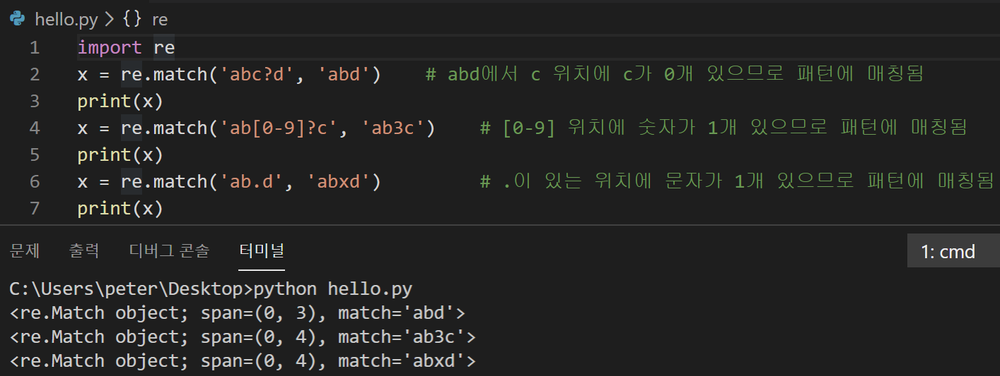 hello.py > {} re
1 import re
2 x = re.match('abc?d', 'abd')    # abd에서 c 위치에 c가 0개 있으므로 패턴에 매칭됨
3 print(x)
4 x = re.match('ab[0-9]?c', 'ab3c')    # [0-9] 위치에 숫자가 1개 있으므로 패턴에 매칭됨
5 print(x)
6 x = re.match('ab.d', 'abxd')         # .이 있는 위치에 문자가 1개 있으므로 패턴에 매칭됨
7 print(x)
문제 출력 디버그 콘솔 터미널 1: cmd
C:\Users\peter\Desktop>python hello.py
<re.Match object; span=(0, 3), match='abd'>
<re.Match object; span=(0, 4), match='ab3c'>
<re.Match object; span=(0, 4), match='abxd'>